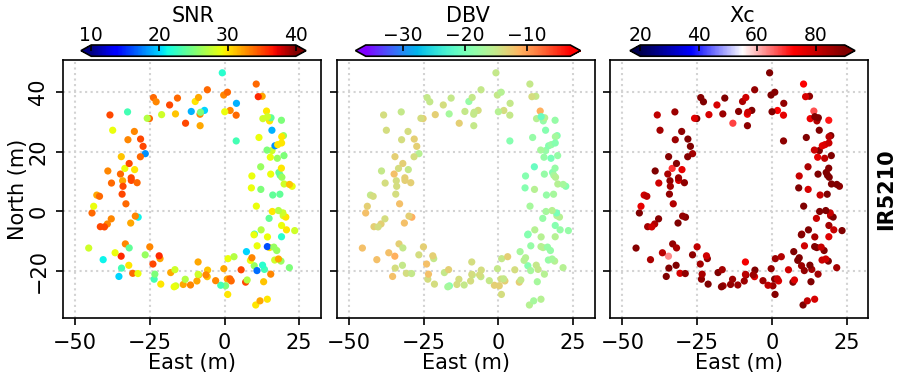 SNR DBV Xc
10 20 30 40 −30 −20 −10 20 40 60 80
40
20
0
−20
North (m)
−50 −25 0 25 −50 −25 0 25 −50 −25 0 25
East (m) East (m) East (m)
IR5210